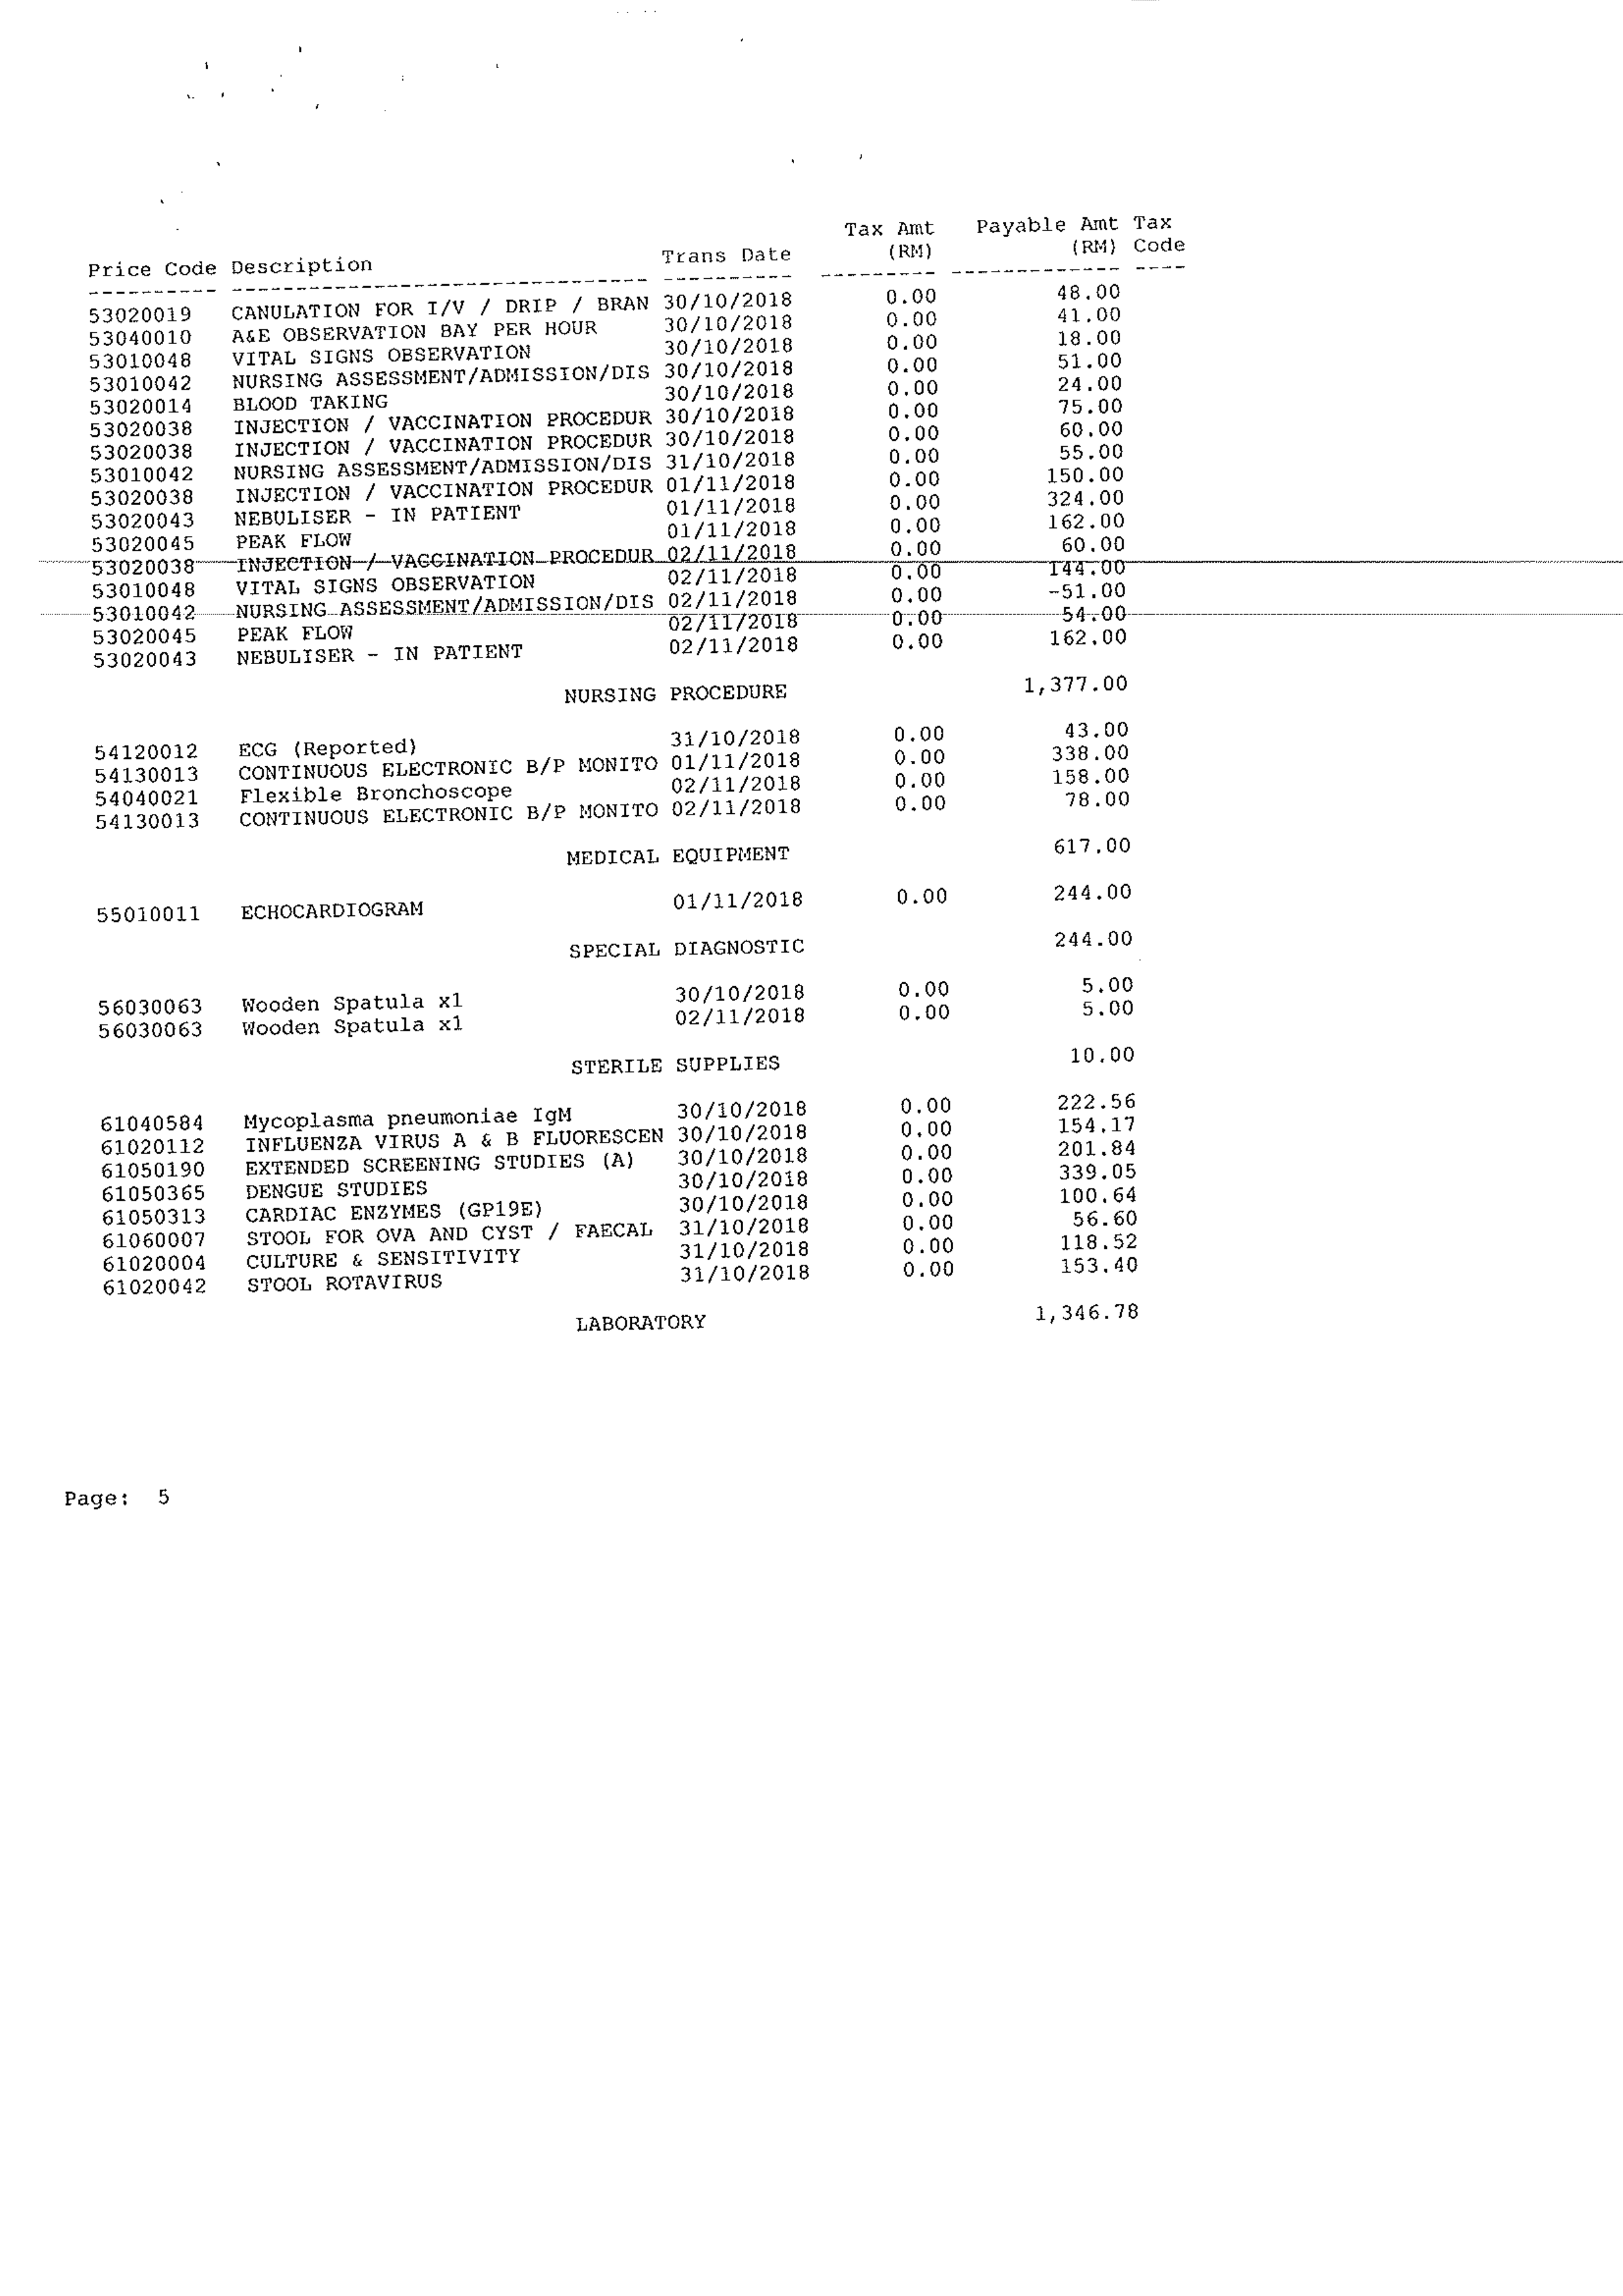 Tax Amt Payable Amt Tax
Price Code Description Trans Date (RM) (RM) Code
---------- -------------------------------- ---------- --------- ------------- ----
53020019 CANULATION FOR I/V / DRIP / BRAN 30/10/2018 0.00 48.00
53040010 A&E OBSERVATION BAY PER HOUR 30/10/2018 0.00 41.00
53010048 VITAL SIGNS OBSERVATION 30/10/2018 0.00 18.00
53010042 NURSING ASSESSMENT/ADMISSION/DIS 30/10/2018 0.00 51.00
53020014 BLOOD TAKING 30/10/2018 0.00 24.00
53020038 INJECTION / VACCINATION PROCEDUR 30/10/2018 0.00 75.00
53020038 INJECTION / VACCINATION PROCEDUR 30/10/2018 0.00 60.00
53010042 NURSING ASSESSMENT/ADMISSION/DIS 31/10/2018 0.00 55.00
53020038 INJECTION / VACCINATION PROCEDUR 01/11/2018 0.00 150.00
53020043 NEBULISER - IN PATIENT 01/11/2018 0.00 324.00
53020045 PEAK FLOW 01/11/2018 0.00 162.00
53020038 INJECTION / VACCINATION PROCEDUR 02/11/2018 0.00 60.00
53010048 VITAL SIGNS OBSERVATION 02/11/2018 0.00 144.00
53010042 NURSING ASSESSMENT/ADMISSION/DIS 02/11/2018 0.00 -51.00
53020045 PEAK FLOW 02/11/2018 0.00 54.00
53020043 NEBULISER - IN PATIENT 02/11/2018 0.00 162.00
NURSING PROCEDURE 1,377.00
54120012 ECG (Reported) 31/10/2018 0.00 43.00
54130013 CONTINUOUS ELECTRONIC B/P MONITO 01/11/2018 0.00 338.00
54040021 Flexible Bronchoscope 02/11/2018 0.00 158.00
54130013 CONTINUOUS ELECTRONIC B/P MONITO 02/11/2018 0.00 78.00
MEDICAL EQUIPMENT 617.00
55010011 ECHOCARDIOGRAM 01/11/2018 0.00 244.00
SPECIAL DIAGNOSTIC 244.00
56030063 Wooden Spatula x1 30/10/2018 0.00 5.00
56030063 Wooden Spatula x1 02/11/2018 0.00 5.00
STERILE SUPPLIES 10.00
61040584 Mycoplasma pneumoniae IgM 30/10/2018 0.00 222.56
61020112 INFLUENZA VIRUS A & B FLUORESCEN 30/10/2018 0.00 154.17
61050190 EXTENDED SCREENING STUDIES (A) 30/10/2018 0.00 201.84
61050365 DENGUE STUDIES 30/10/2018 0.00 339.05
61050313 CARDIAC ENZYMES (GP19E) 30/10/2018 0.00 100.64
61060007 STOOL FOR OVA AND CYST / FAECAL 31/10/2018 0.00 56.60
61020004 CULTURE & SENSITIVITY 31/10/2018 0.00 118.52
61020042 STOOL ROTAVIRUS 31/10/2018 0.00 153.40
LABORATORY 1,346.78
Page: 5